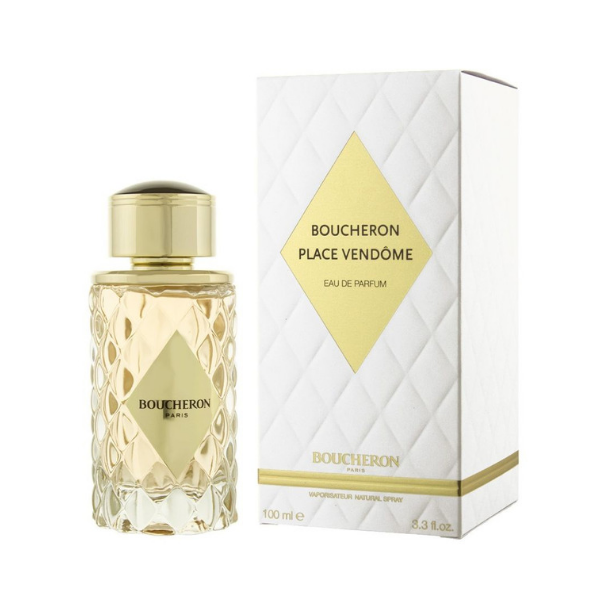 BOUCHERON
PARIS
BOUCHERON
PLACE VENDÔME
EAU DE PARFUM
BOUCHERON
PARIS
VAPORISATEUR NATURAL SPRAY
100 ml e
3.3 fl.oz.